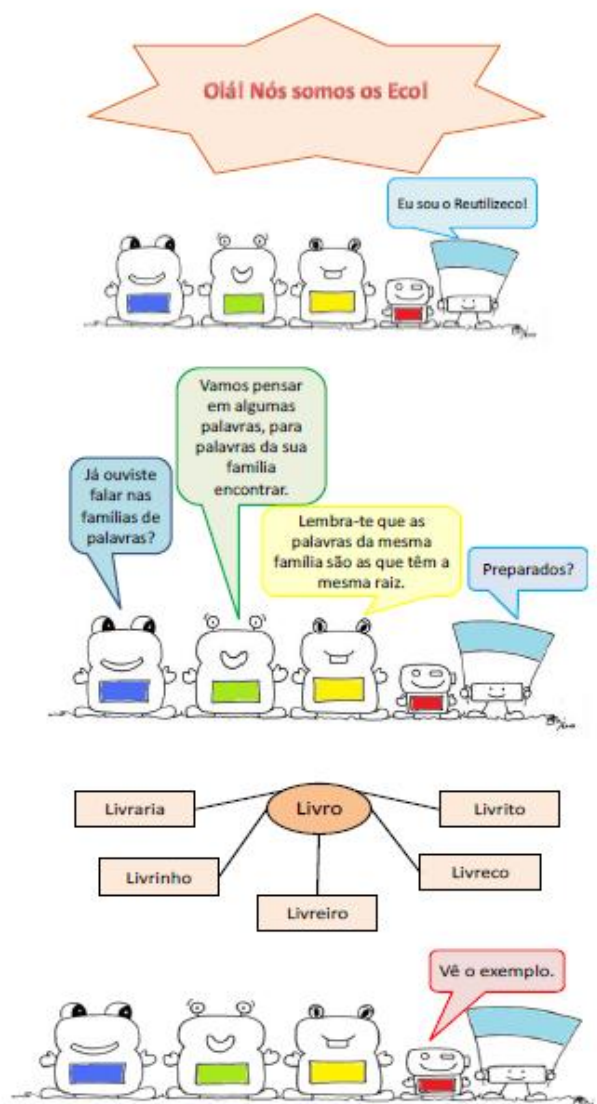 Olá! Nós somos os Eco!
Eu sou o Reutilizeco!
Vamos pensar
em algumas
palavras, para
palavras da sua
família
encontrar.
Já ouviste
falar nas
famílias de
palavras?
Lembra-te que as
palavras da mesma
família são as que têm a
mesma raiz.
Preparados?
Livro
Livraria
Livrito
Livrinho
Livreco
Livreiro
Vê o exemplo.